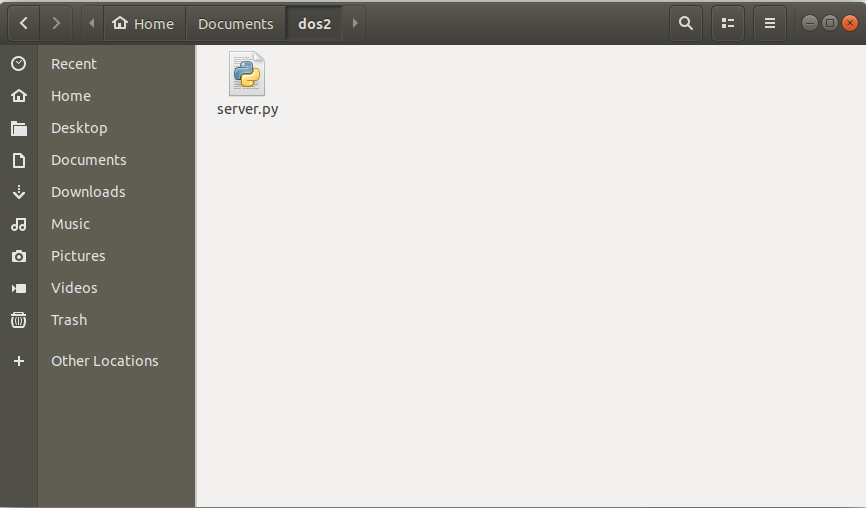 Home Documents dos2
Recent
Home
Desktop
Documents
Downloads
Music
Pictures
Videos
Trash
Other Locations
server.py